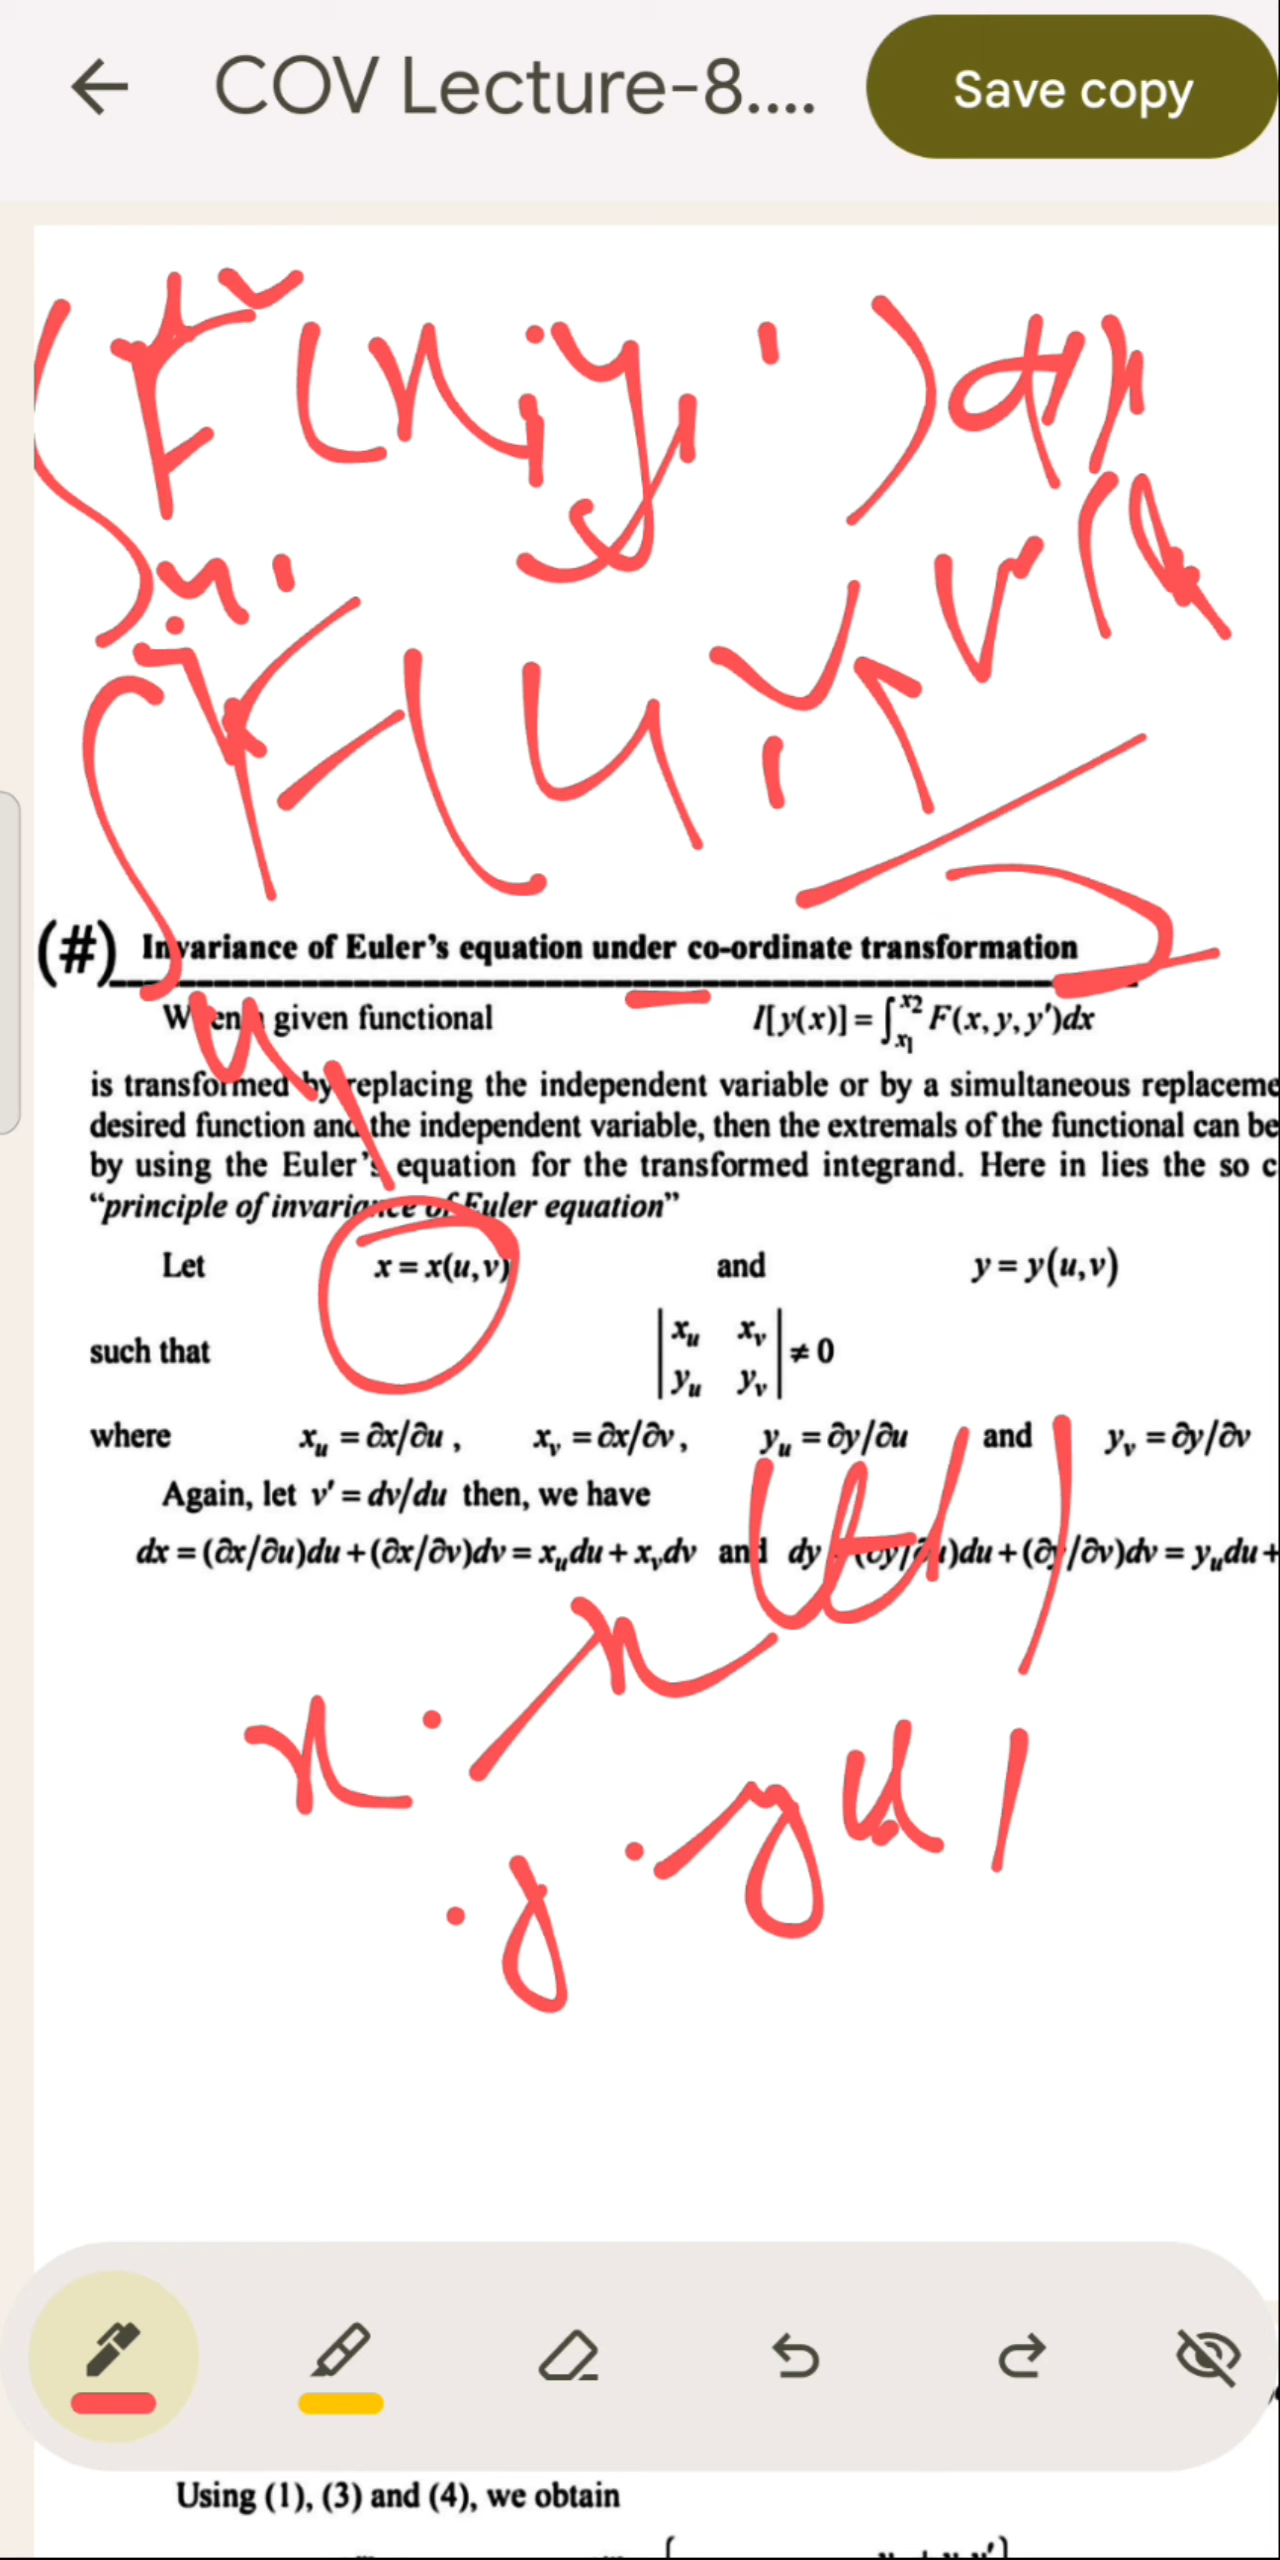 COV Lecture-8....
Save copy
F(x, y, y') dx
(#) Invariance of Euler's equation under co-ordinate transformation
When a given functional I[y(x)] = ∫_{x₁}^{x₂} F(x, y, y')dx
is transformed by replacing the independent variable or by a simultaneous replaceme
desired function and the independent variable, then the extremals of the functional can be
by using the Euler's equation for the transformed integrand. Here in lies the so c
“principle of invariance of Euler equation”
Let x = x(u, v) and y = y(u, v)
such that | x_u x_v |
| y_u y_v | ≠ 0
where x_u = ∂x/∂u , x_v = ∂x/∂v , y_u = ∂y/∂u and y_v = ∂y/∂v
Again, let v' = dv/du then, we have
dx = (∂x/∂u)du + (∂x/∂v)dv = x_u du + x_v dv and dy = (∂y/∂u)du + (∂y/∂v)dv = y_u du +
Using (1), (3) and (4), we obtain